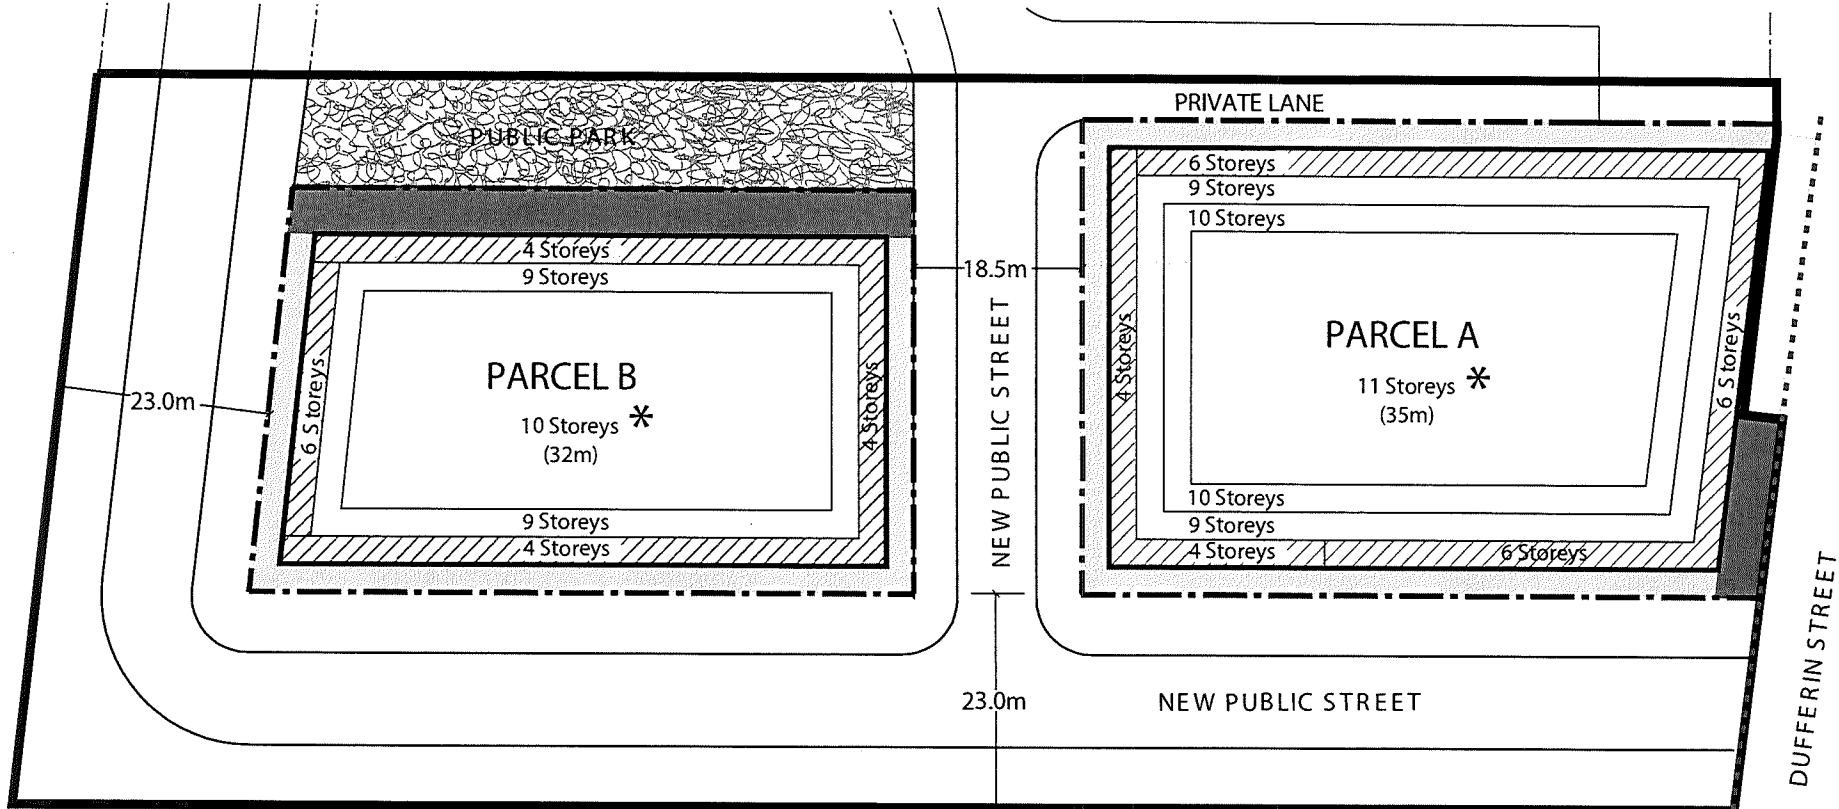 PRIVATE LANE
PUBLIC PARK
6 Storeys
9 Storeys
10 Storeys
4 Storeys
9 Storeys
18.5m
NEW PUBLIC STREET
PARCEL B
10 Storeys *
(32m)
6 Storeys
4 Storeys
23.0m
9 Storeys
4 Storeys
PARCEL A
11 Storeys *
(35m)
4 Storeys
6 Storeys
10 Storeys
9 Storeys
4 Storeys
6 Storeys
23.0m
NEW PUBLIC STREET
DUFFERIN STREET